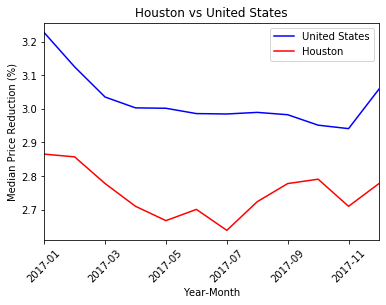 Houston vs United States
United States
Houston
Median Price Reduction (%)
3.2
3.1
3.0
2.9
2.8
2.7
2017-01
2017-03
2017-05
2017-07
2017-09
2017-11
Year-Month